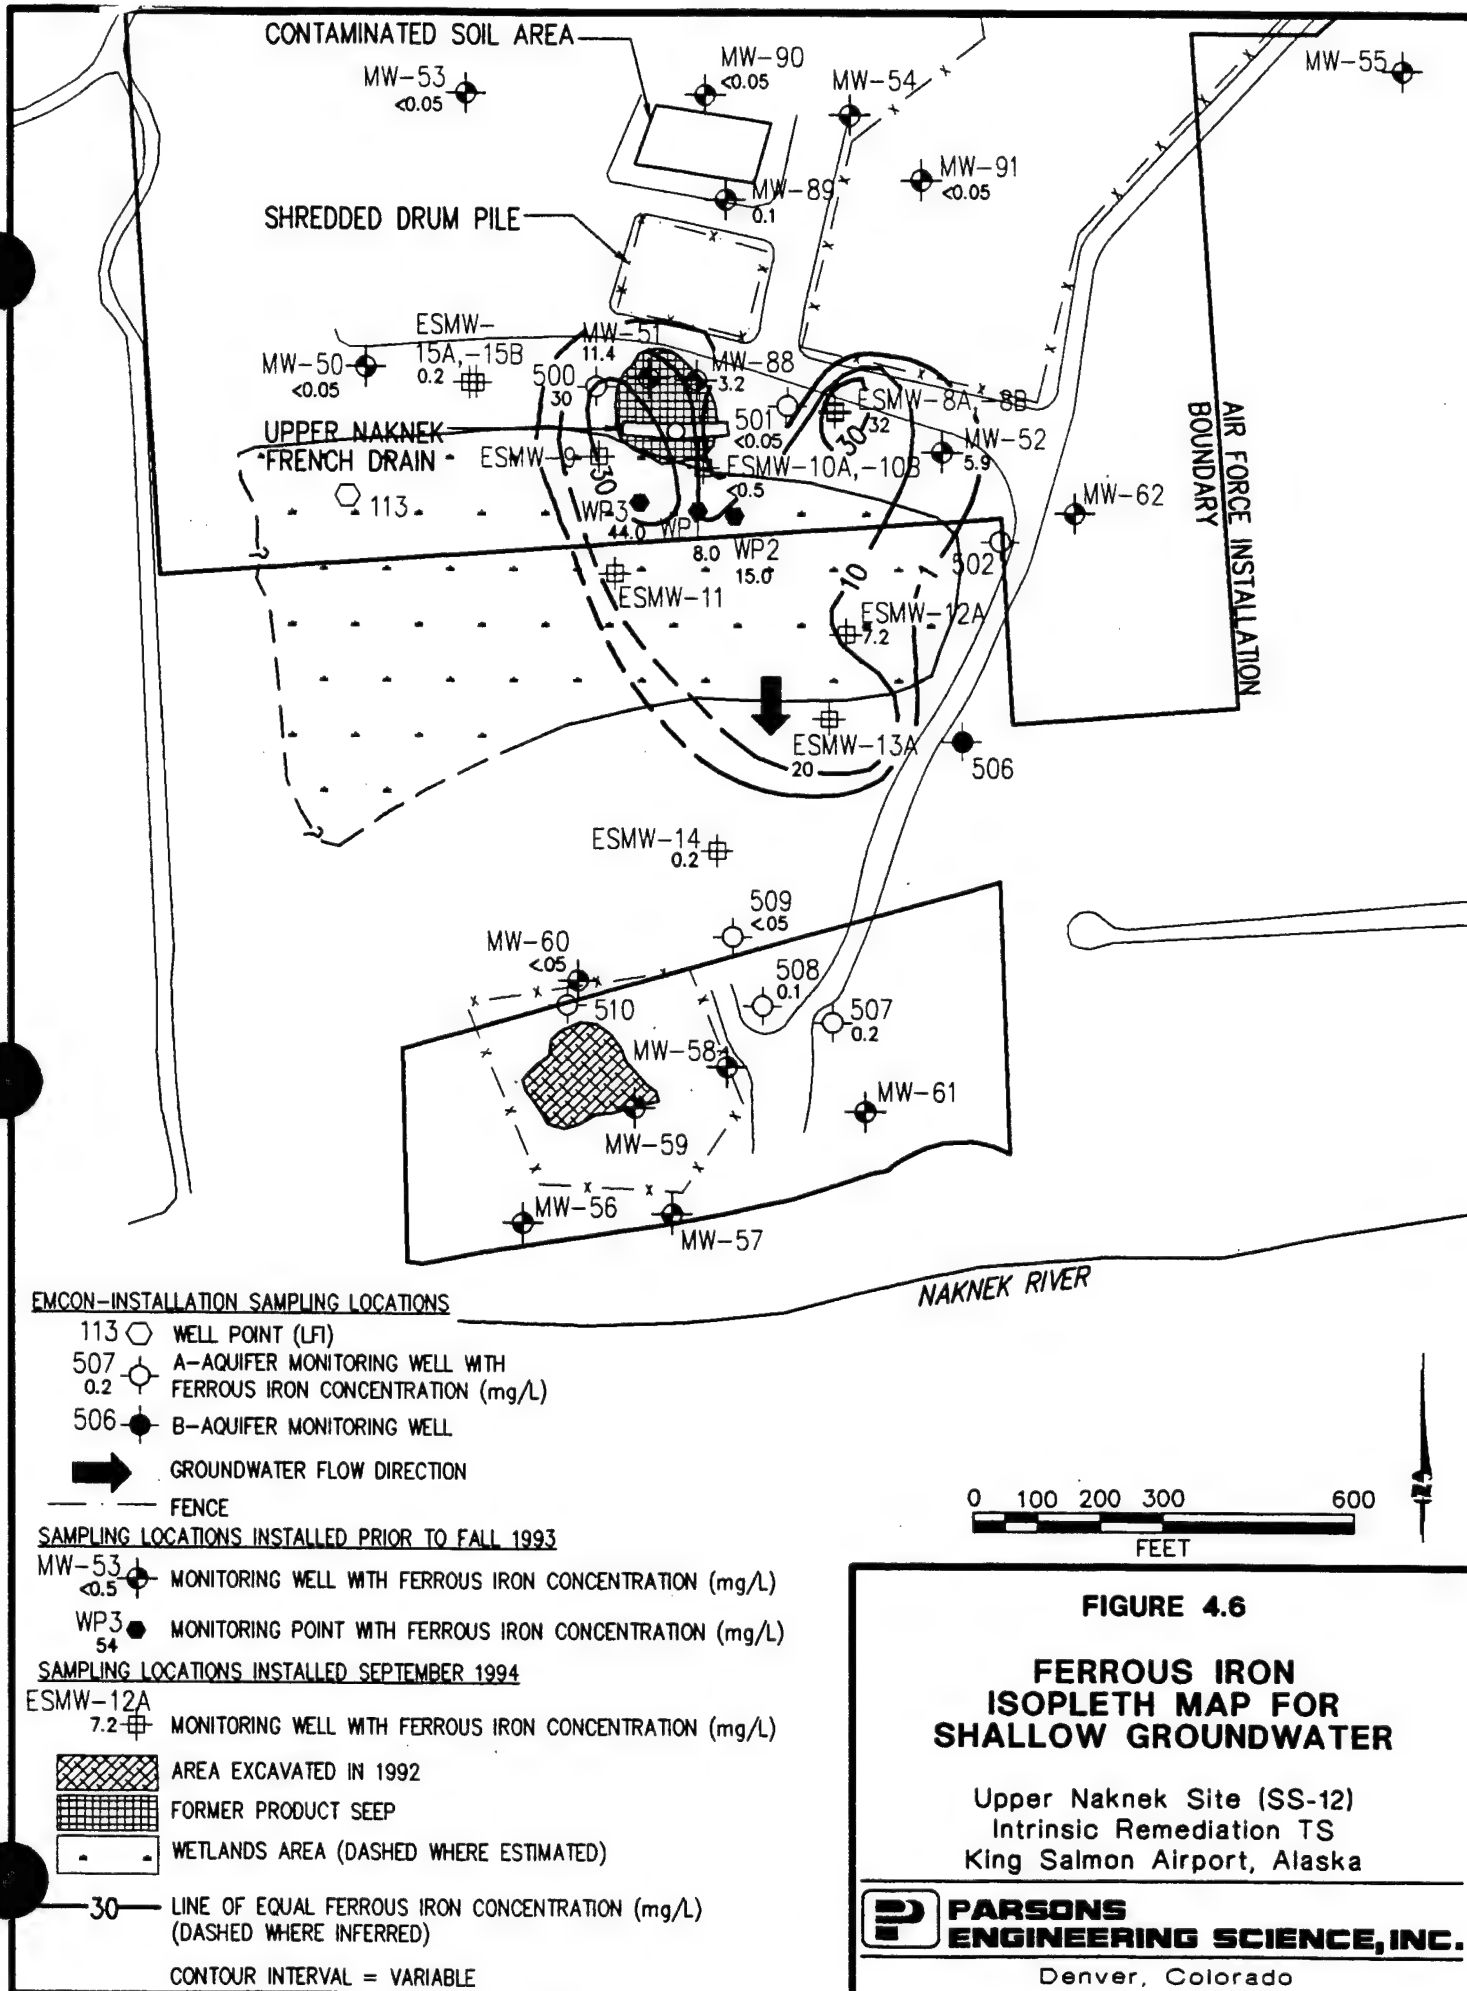 CONTAMINATED SOIL AREA
MW-90
<0.05
MW-53
<0.05
MW-54
MW-55
MW-91
<0.05
MW-89
0.1
SHREDDED DRUM PILE
ESMW-
15A,-15B
0.2
MW-51
11.4
MW-50
<0.05
500
30
MW-88
3.2
501
<0.05
ESMW-8A,-8B
32
30
MW-52
5.9
UPPER NAKNEK
FRENCH DRAIN
ESMW-9
30
ESMW-10A,-10B
<0.5
113
WP3
44.0
WP1
8.0
WP2
15.0
MW-62
502
AIR FORCE INSTALLATION
BOUNDARY
?
ESMW-11
10
1
ESMW-12A
7.2
ESMW-13A
20
506
?
ESMW-14
0.2
509
<.05
MW-60
<.05
508
0.1
510
507
0.2
MW-58
MW-61
MW-59
MW-56
MW-57
NAKNEK RIVER
EMCON-INSTALLATION SAMPLING LOCATIONS
113 WELL POINT (LFI)
507
0.2
A-AQUIFER MONITORING WELL WITH
FERROUS IRON CONCENTRATION (mg/L)
506 B-AQUIFER MONITORING WELL
GROUNDWATER FLOW DIRECTION
FENCE
SAMPLING LOCATIONS INSTALLED PRIOR TO FALL 1993
MW-53
<0.5
MONITORING WELL WITH FERROUS IRON CONCENTRATION (mg/L)
WP3
54
MONITORING POINT WITH FERROUS IRON CONCENTRATION (mg/L)
SAMPLING LOCATIONS INSTALLED SEPTEMBER 1994
ESMW-12A
7.2
MONITORING WELL WITH FERROUS IRON CONCENTRATION (mg/L)
AREA EXCAVATED IN 1992
FORMER PRODUCT SEEP
WETLANDS AREA (DASHED WHERE ESTIMATED)
30 LINE OF EQUAL FERROUS IRON CONCENTRATION (mg/L)
(DASHED WHERE INFERRED)
CONTOUR INTERVAL = VARIABLE
0 100 200 300 600
FEET
FIGURE 4.6
FERROUS IRON
ISOPLETH MAP FOR
SHALLOW GROUNDWATER
Upper Naknek Site (SS-12)
Intrinsic Remediation TS
King Salmon Airport, Alaska
PARSONS
ENGINEERING SCIENCE, INC.
Denver, Colorado